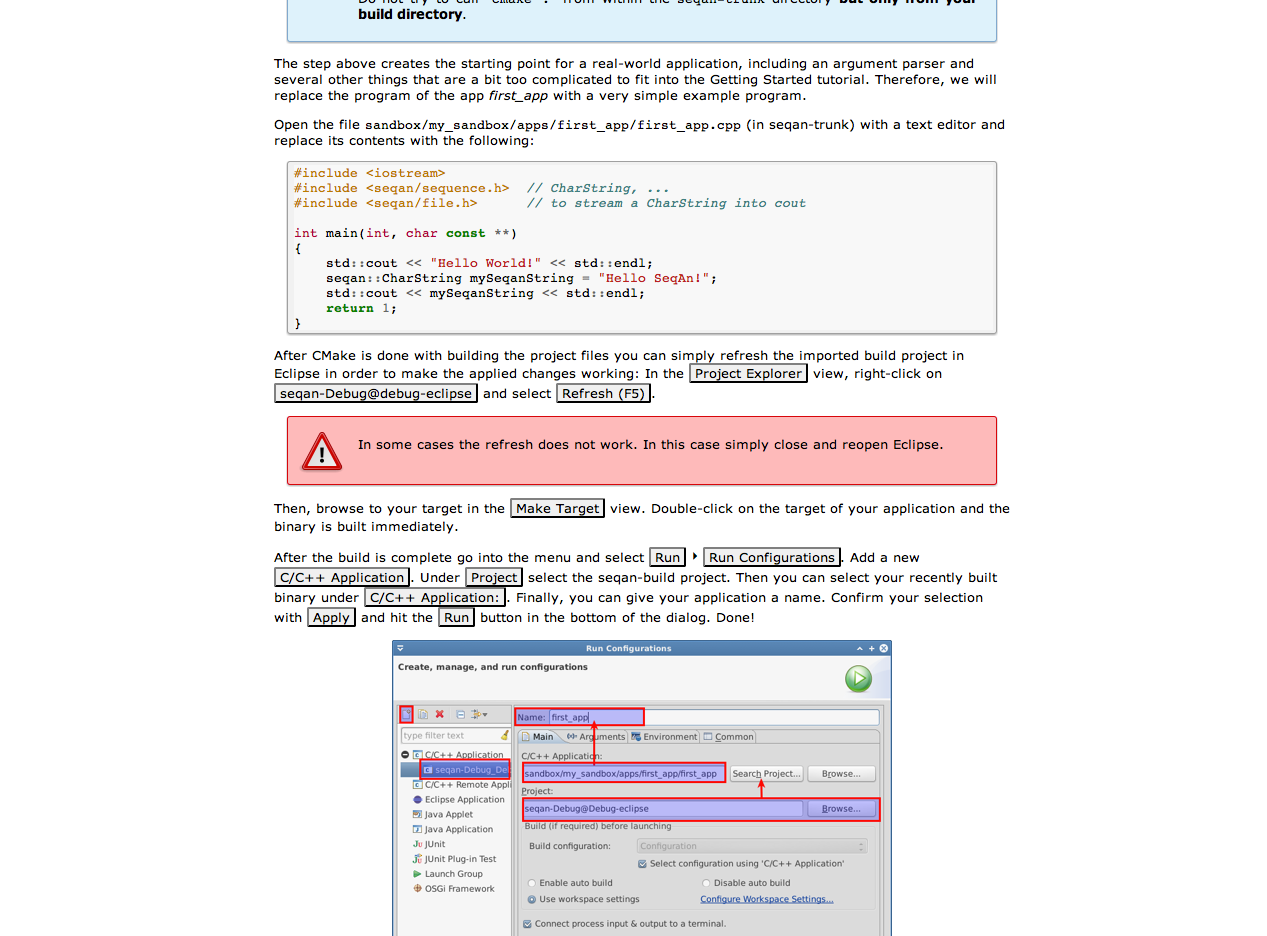 Do not try to call "cmake ." from within the seqan-trunk directory but only from your
build directory.
The step above creates the starting point for a real-world application, including an argument parser and
several other things that are a bit too complicated to fit into the Getting Started tutorial. Therefore, we will
replace the program of the app first_app with a very simple example program.
Open the file sandbox/my_sandbox/apps/first_app/first_app.cpp (in seqan-trunk) with a text editor and
replace its contents with the following:
#include <iostream>
#include <seqan/sequence.h>  // CharString, ...
#include <seqan/file.h>      // to stream a CharString into cout
int main(int, char const **)
{
    std::cout << "Hello World!" << std::endl;
    seqan::CharString mySeqanString = "Hello SeqAn!";
    std::cout << mySeqanString << std::endl;
    return 1;
}
After CMake is done with building the project files you can simply refresh the imported build project in
Eclipse in order to make the applied changes working: In the Project Explorer view, right-click on
seqan-Debug@debug-eclipse and select Refresh (F5).
In some cases the refresh does not work. In this case simply close and reopen Eclipse.
Then, browse to your target in the Make Target view. Double-click on the target of your application and the
binary is built immediately.
After the build is complete go into the menu and select Run ‣ Run Configurations. Add a new
C/C++ Application. Under Project select the seqan-build project. Then you can select your recently built
binary under C/C++ Application:. Finally, you can give your application a name. Confirm your selection
with Apply and hit the Run button in the bottom of the dialog. Done!
Run Configurations
Create, manage, and run configurations
Name: first_app
type filter text
Main Arguments Environment Common
C/C++ Application
C/C++ Application:
seqan-Debug_De
sandbox/my_sandbox/apps/first_app/first_app Search Project... Browse...
C/C++ Remote Appli
Project:
Eclipse Application
seqan-Debug@Debug-eclipse Browse...
Java Applet
Build (if required) before launching
Java Application
JUnit
Build configuration: Configuration
JUnit Plug-in Test
Select configuration using 'C/C++ Application'
Launch Group
Enable auto build Disable auto build
OSGi Framework
Use workspace settings Configure Workspace Settings...
Connect process input & output to a terminal.